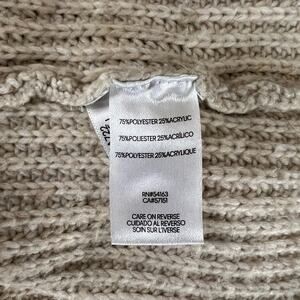 75%POLYESTER 25%ACRYLIC
75%POLIESTER 25%ACRÍLICO
75%POLYESTER 25%ACRYLIQUE
RN#54163
CA#57151
CARE ON REVERSE
CUIDADO AL REVERSO
SOIN SUR L'IVERSE